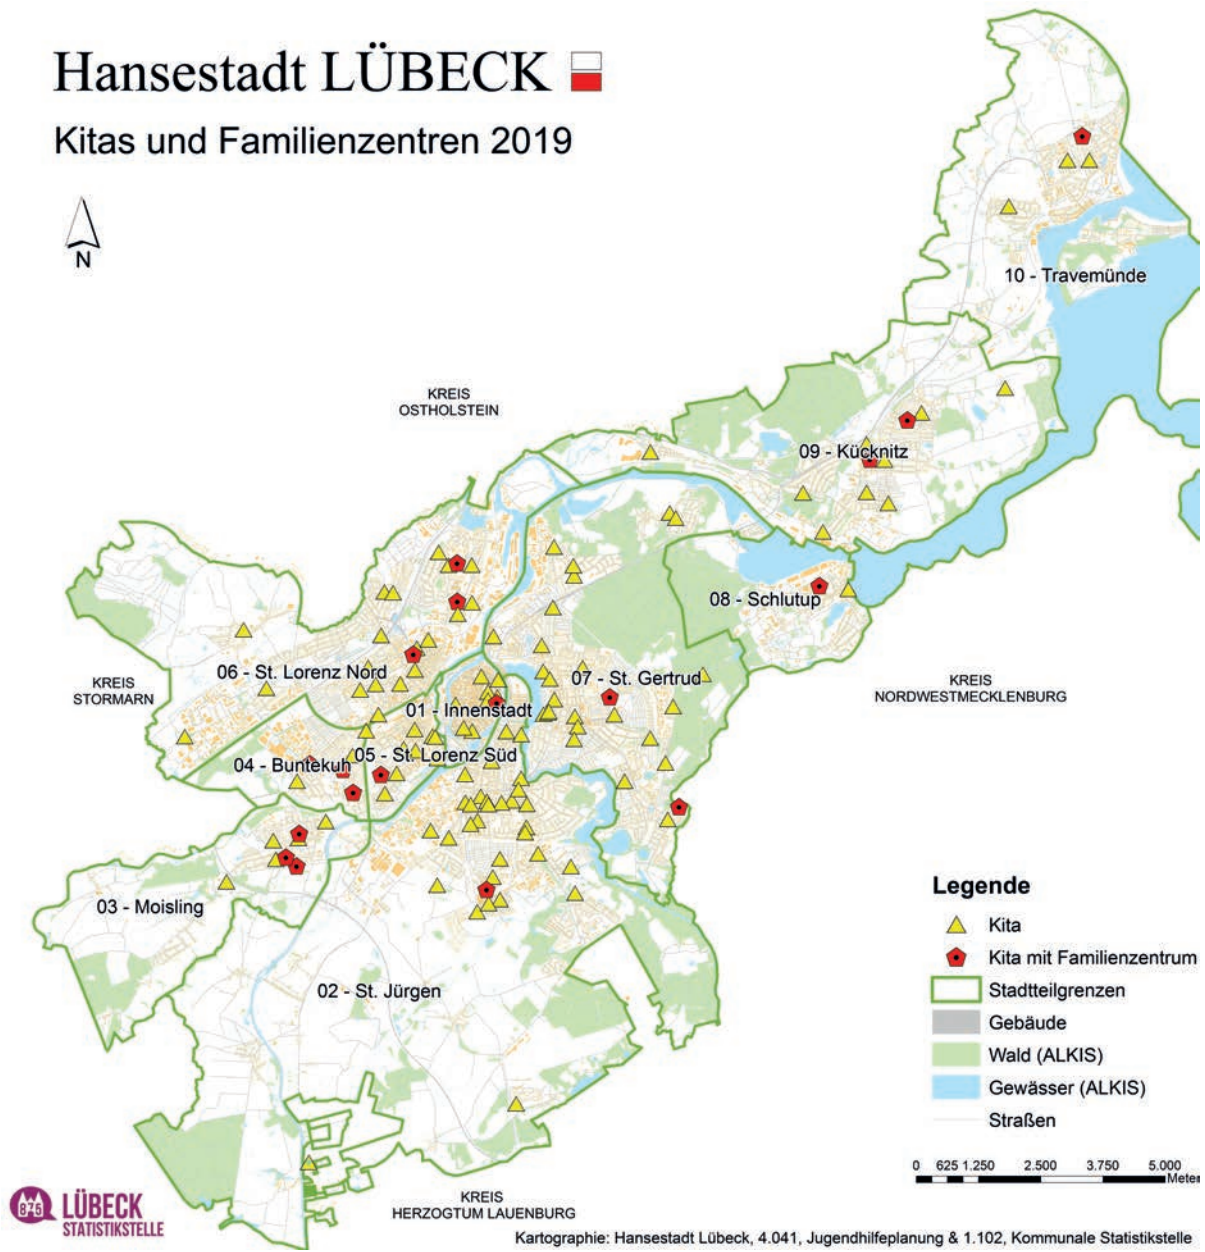 Hansestadt LÜBECK
Kitas und Familienzentren 2019
N
10 - Travemünde
KREIS
OSTHOLSTEIN
09 - Kücknitz
08 - Schlutup
06 - St. Lorenz Nord
07 - St. Gertrud
KREIS
STORMARN
KREIS
NORDWESTMECKLENBURG
01 - Innenstadt
05 - St. Lorenz Süd
04 - Buntekuh
03 - Moisling
02 - St. Jürgen
Legende
Kita
Kita mit Familienzentrum
Stadtteilgrenzen
Gebäude
Wald (ALKIS)
Gewässer (ALKIS)
Straßen
0 625 1.250 2.500 3.750 5.000
Meter
KREIS
HERZOGTUM LAUENBURG
875 LÜBECK
STATISTIKSTELLE
Kartographie: Hansestadt Lübeck, 4.041, Jugendhilfeplanung & 1.102, Kommunale Statistikstelle